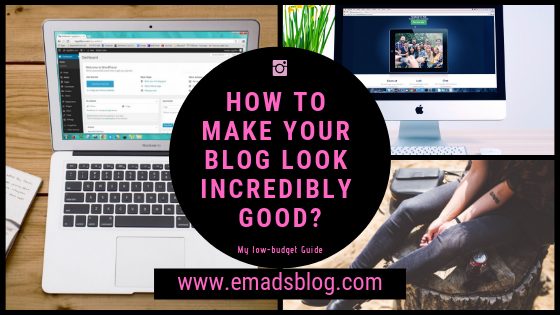 HOW TO
MAKE YOUR
BLOG LOOK
INCREDIBLY
GOOD?
My low-budget Guide
www.emadsblog.com